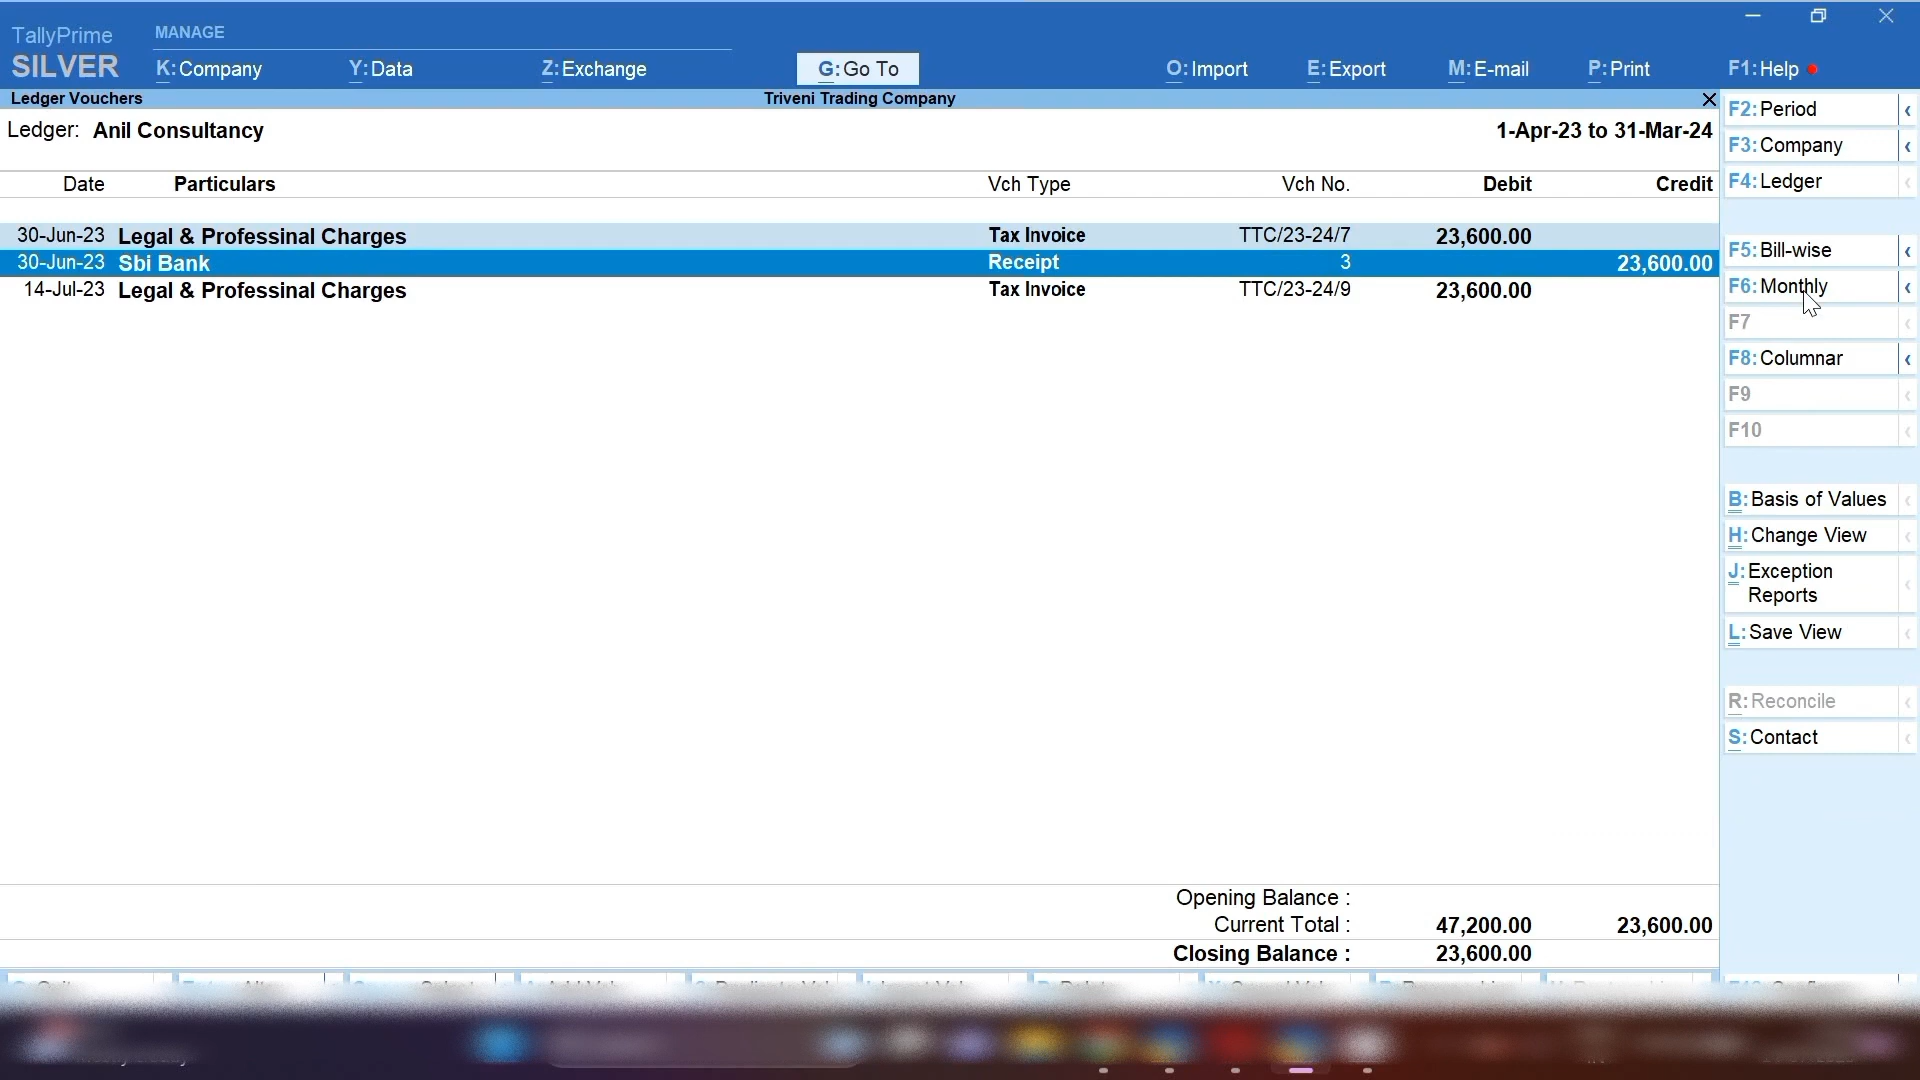 TallyPrime
SILVER
MANAGE
K:Company Y:Data Z:Exchange G:Go To O:Import E:Export M:E-mail P:Print F1:Help
Ledger Vouchers Triveni Trading Company
Ledger: Anil Consultancy 1-Apr-23 to 31-Mar-24
Date Particulars Vch Type Vch No. Debit Credit
30-Jun-23 Legal & Professinal Charges Tax Invoice TTC/23-24/7 23,600.00
30-Jun-23 Sbi Bank Receipt 3 23,600.00
14-Jul-23 Legal & Professinal Charges Tax Invoice TTC/23-24/9 23,600.00
Opening Balance :
Current Total : 47,200.00 23,600.00
Closing Balance : 23,600.00
F2:Period
F3:Company
F4:Ledger
F5:Bill-wise
F6:Monthly
F7
F8:Columnar
F9
F10
B:Basis of Values
H:Change View
J:Exception
Reports
L:Save View
R:Reconcile
S:Contact